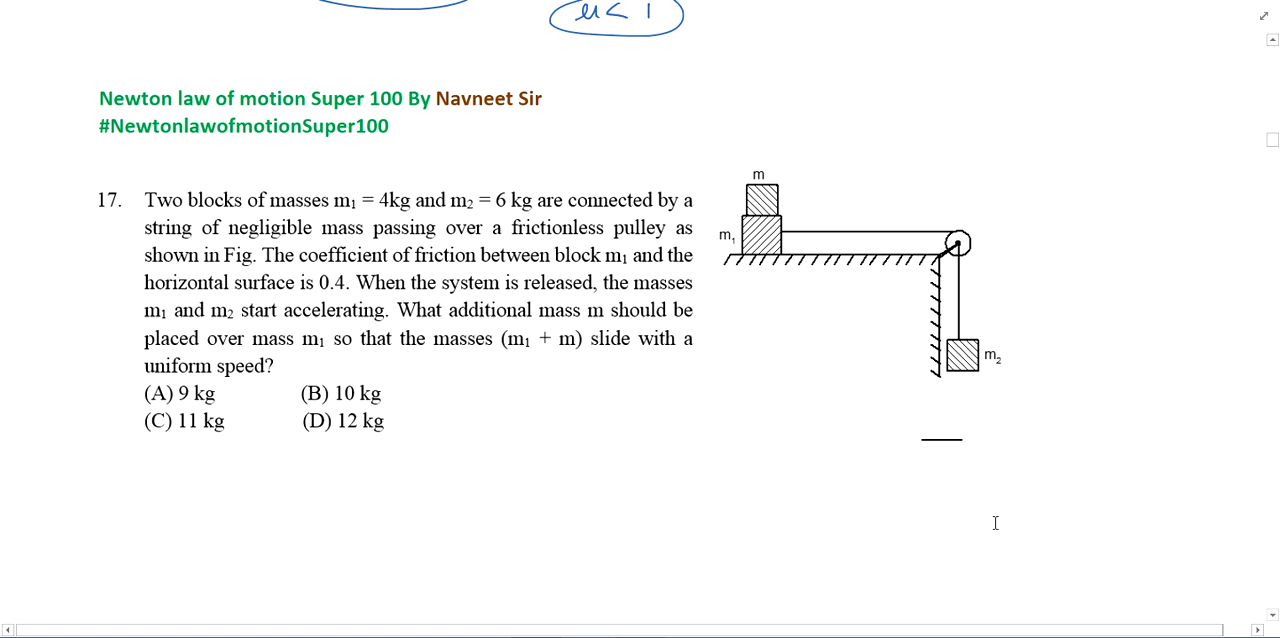 μ < 1
Newton law of motion Super 100 By Navneet Sir
#NewtonlawofmotionSuper100
17. Two blocks of masses m₁ = 4kg and m₂ = 6 kg are connected by a
string of negligible mass passing over a frictionless pulley as
shown in Fig. The coefficient of friction between block m₁ and the
horizontal surface is 0.4. When the system is released, the masses
m₁ and m₂ start accelerating. What additional mass m should be
placed over mass m₁ so that the masses (m₁ + m) slide with a
uniform speed?
(A) 9 kg (B) 10 kg
(C) 11 kg (D) 12 kg
m
m₁
m₂